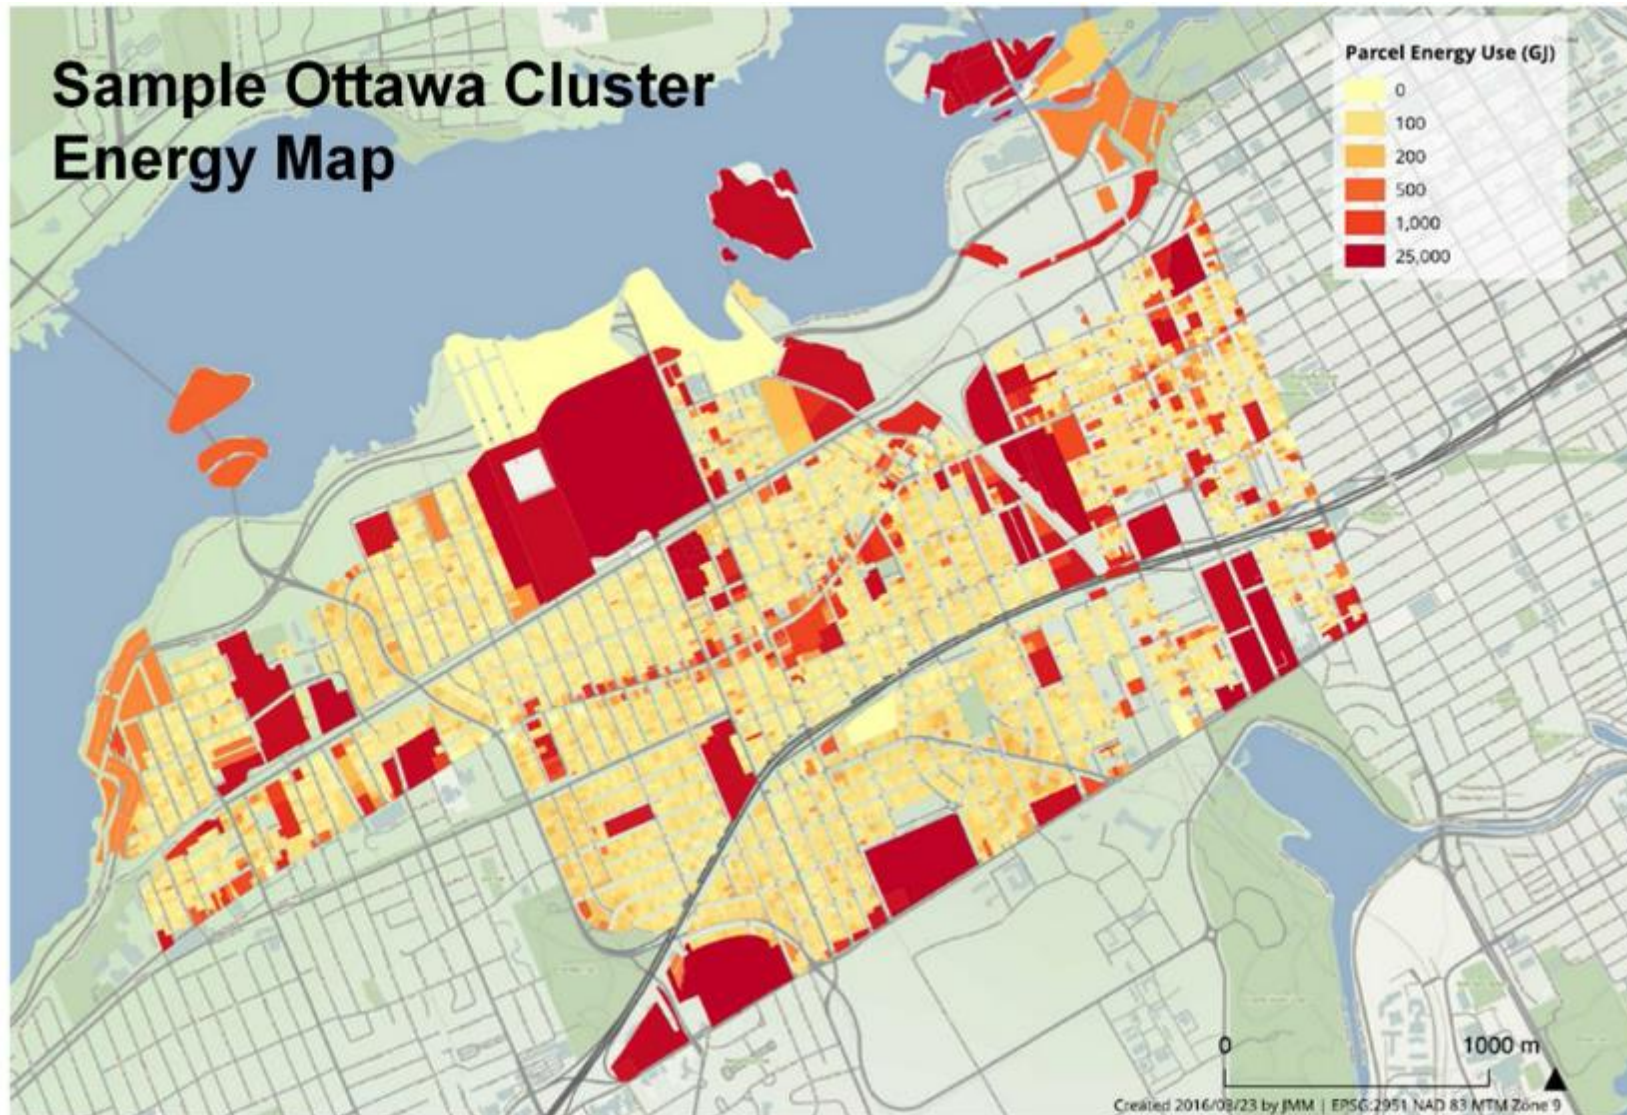 Sample Ottawa Cluster
Energy Map
Parcel Energy Use (GJ)
0
100
200
500
1,000
25,000
0 1000 m
Created 2016/03/23 by JMM | EPSG:2951 NAD 83 MTM Zone 9